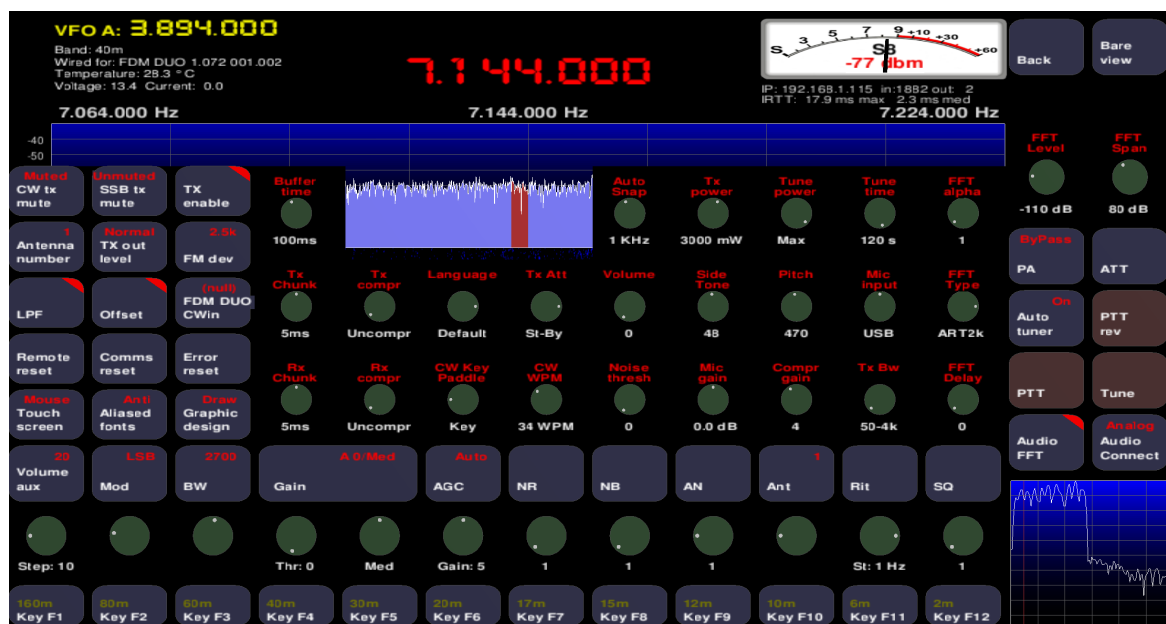 VFO A: 3.894.000
Band: 40m
Wired for: FDM DUO 1.072 001.002
Temperature: 28.3 ° C
Voltage: 13.4 Current: 0.0
7.144.000
S 3 5 7 9 +10 +30 +60
S8
-77 dbm
IP: 192.168.1.115 in:1882 out: 2
IRTT: 17.9 ms max 2.3 ms med
Back
Bare view
7.064.000 Hz 7.144.000 Hz 7.224.000 Hz
-40
-50
FFT Level
-110 dB
FFT Span
80 dB
Muted
CW tx mute
Unmuted
SSB tx mute
TX enable
Buffer time
100ms
Auto Snap
1 KHz
Tx power
3000 mW
Tune power
Max
Tune time
120 s
FFT alpha
1
1
Antenna number
Normal
TX out level
2.5k
FM dev
ByPass
PA
ATT
LPF
Offset
(null)
FDM DUO CWin
Tx Chunk
5ms
Tx compr
Uncompr
Language
Default
Tx Att
St-By
Volume
0
Side Tone
48
Pitch
470
Mic input
USB
FFT Type
ART2k
On
Auto tuner
PTT rev
Remote reset
Comms reset
Error reset
Rx Chunk
5ms
Rx compr
Uncompr
CW Key Paddle
Key
CW WPM
34 WPM
Noise thresh
0
Mic gain
0.0 dB
Compr gain
4
Tx Bw
50-4k
FFT Delay
0
PTT
Tune
Mouse
Touch screen
Anti
Aliased fonts
Draw
Graphic design
Audio FFT
Analog
Audio Connect
20
Volume aux
LSB
Mod
2700
BW
A 0/Med
Gain
Auto
AGC
NR
NB
AN
1
Ant
Rit
SQ
Step: 10
Thr: 0
Med
Gain: 5
1
1
1
St: 1 Hz
1
160m
Key F1
80m
Key F2
60m
Key F3
40m
Key F4
30m
Key F5
20m
Key F6
17m
Key F7
15m
Key F8
12m
Key F9
10m
Key F10
6m
Key F11
2m
Key F12